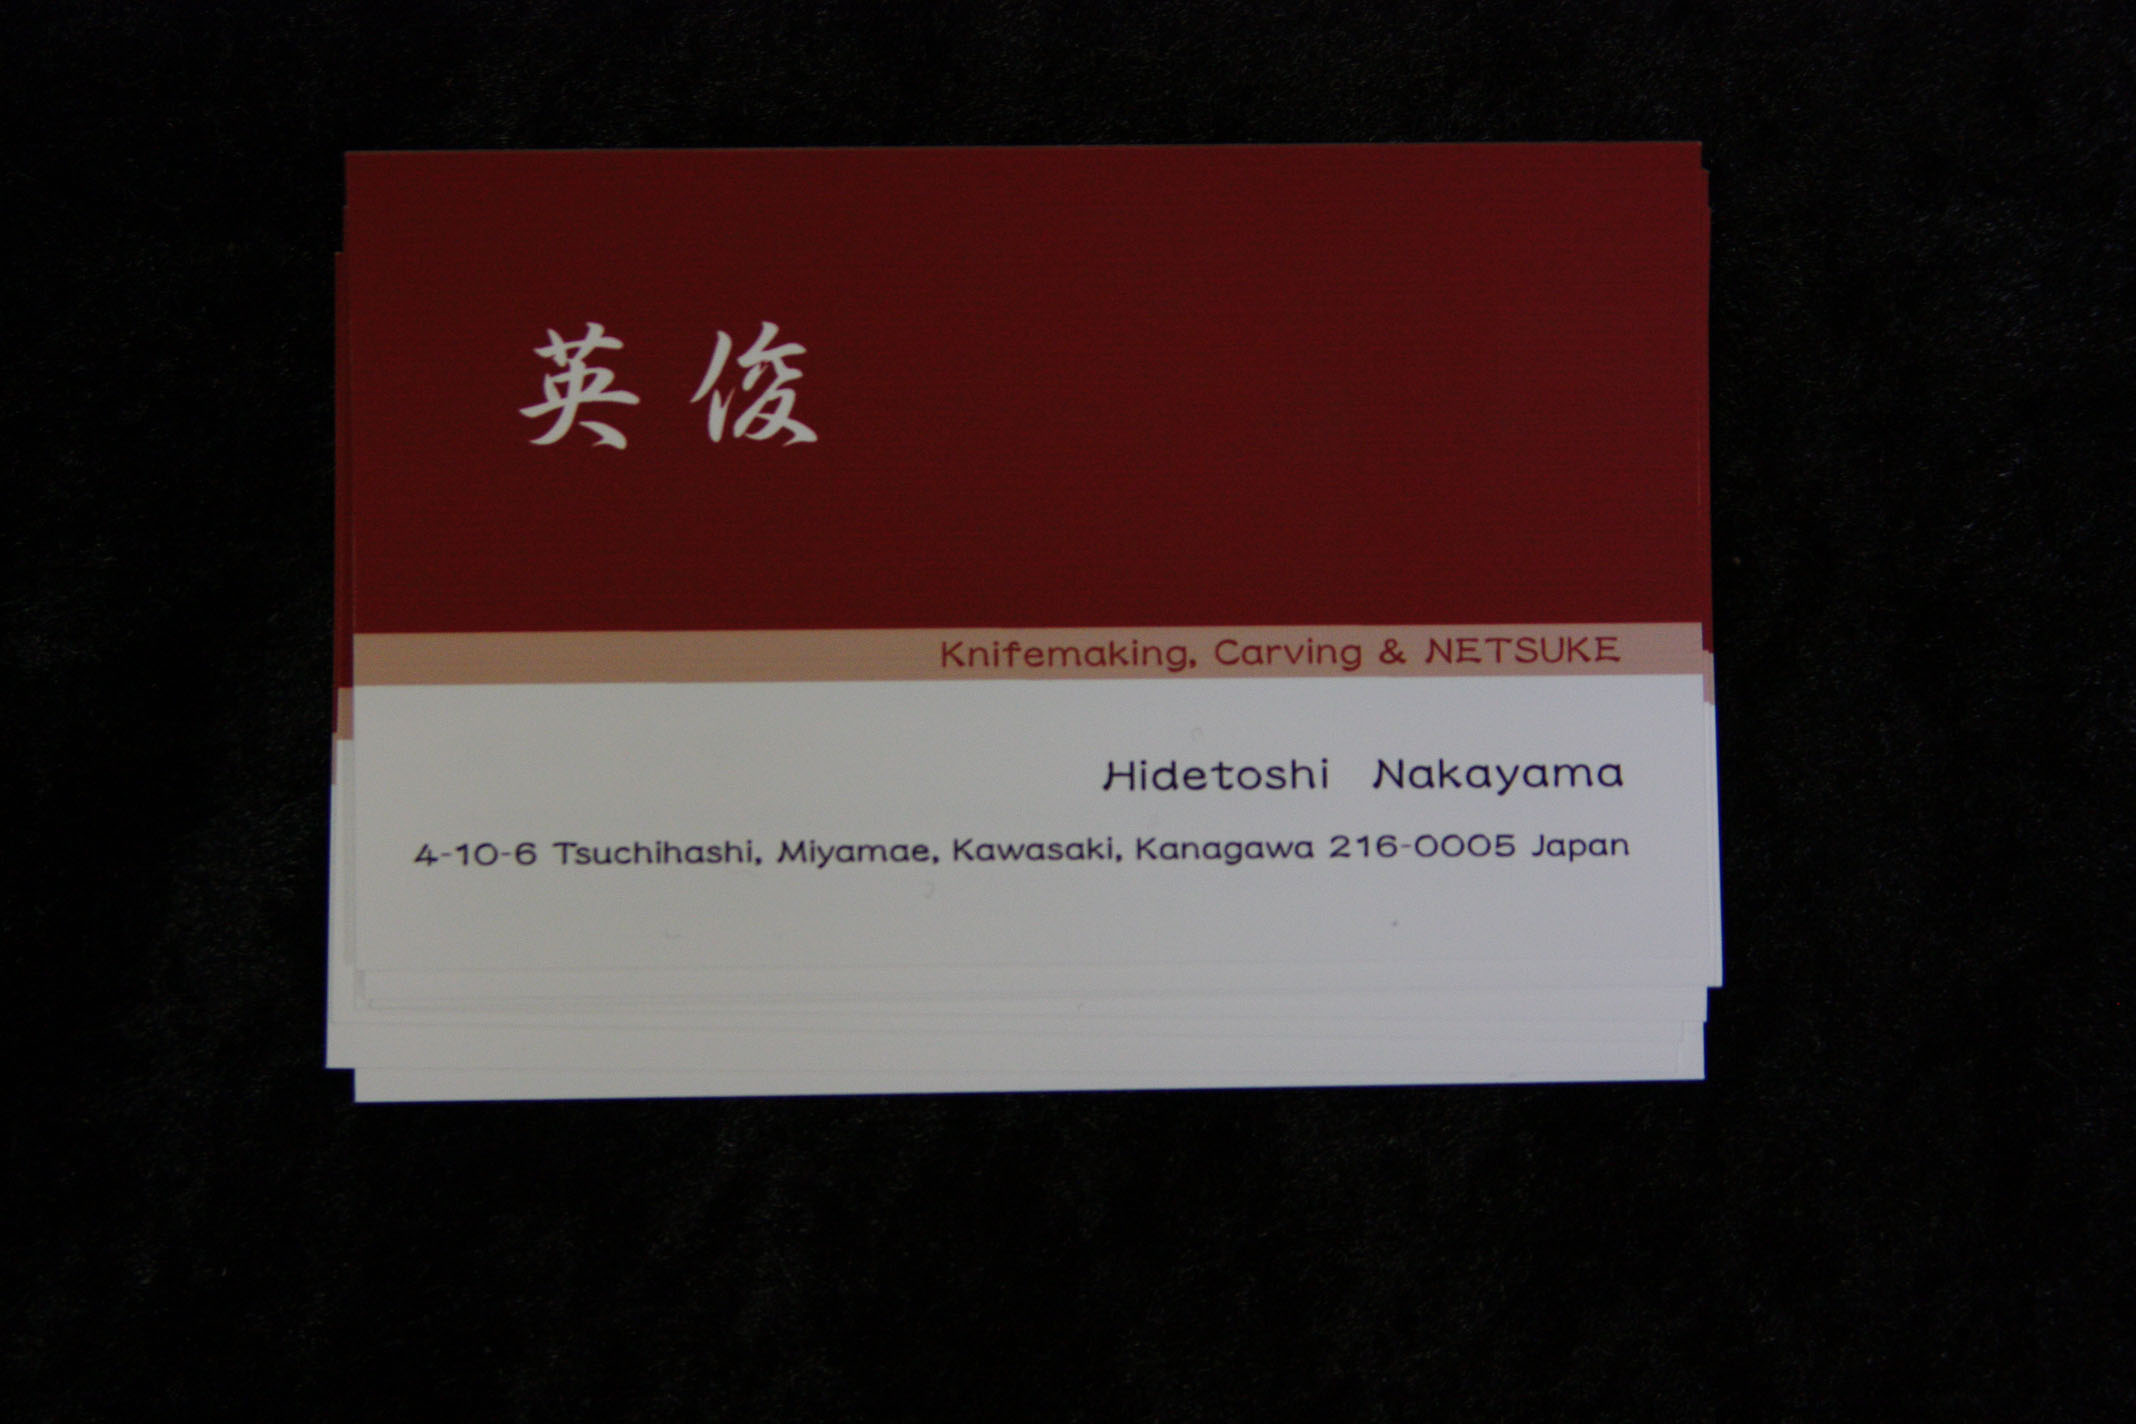 英俊
Knifemaking, Carving & NETSUKE
Hidetoshi Nakayama
4-10-6 Tsuchihashi, Miyamae, Kawasaki, Kanagawa 216-0005 Japan